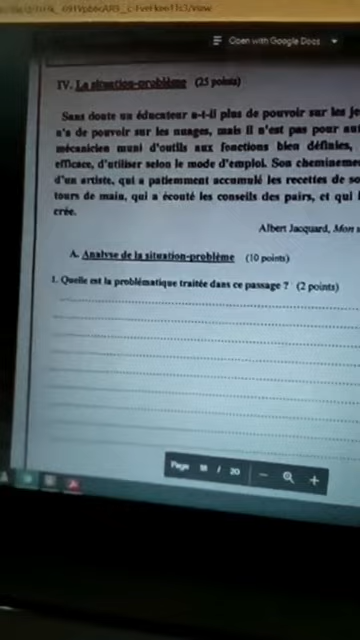 Open with Google Docs
IV. La situation-problème (25 points)
Sans doute un éducateur a-t-il plus de pouvoir sur les
n'a de pouvoir sur les nuages, mais il n'est pas pour
mécanicien muni d'outils aux fonctions bien définies,
efficace, d'utiliser selon le mode d'emploi. Son
d'un artiste, qui a patiemment accumulé les recettes de
tours de main, qui a écouté les conseils des pairs, et qui
crée.
Albert Jacquard, Mon
A. Analyse de la situation-problème (10 points)
1. Quelle est la problématique traitée dans ce passage ? (2 points)
Page / 20 − +